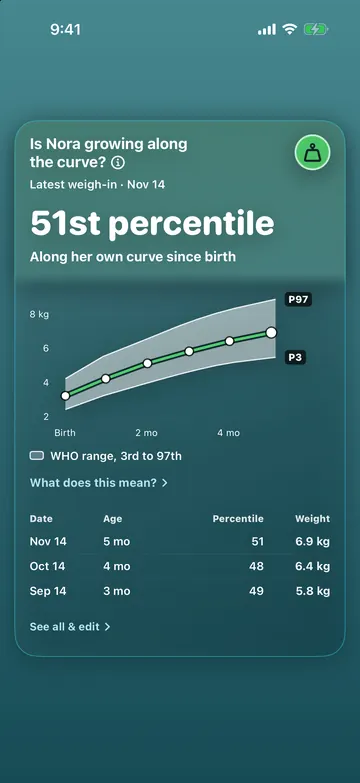 9:41
Is Nora growing along
the curve?
Latest weigh-in · Nov 14
51st percentile
Along her own curve since birth
P97
8 kg
6
P3
4
2
Birth 2 mo 4 mo
WHO range, 3rd to 97th
What does this mean? >
Date Age Percentile Weight
Nov 14 5 mo 51 6.9 kg
Oct 14 4 mo 48 6.4 kg
Sep 14 3 mo 49 5.8 kg
See all & edit >